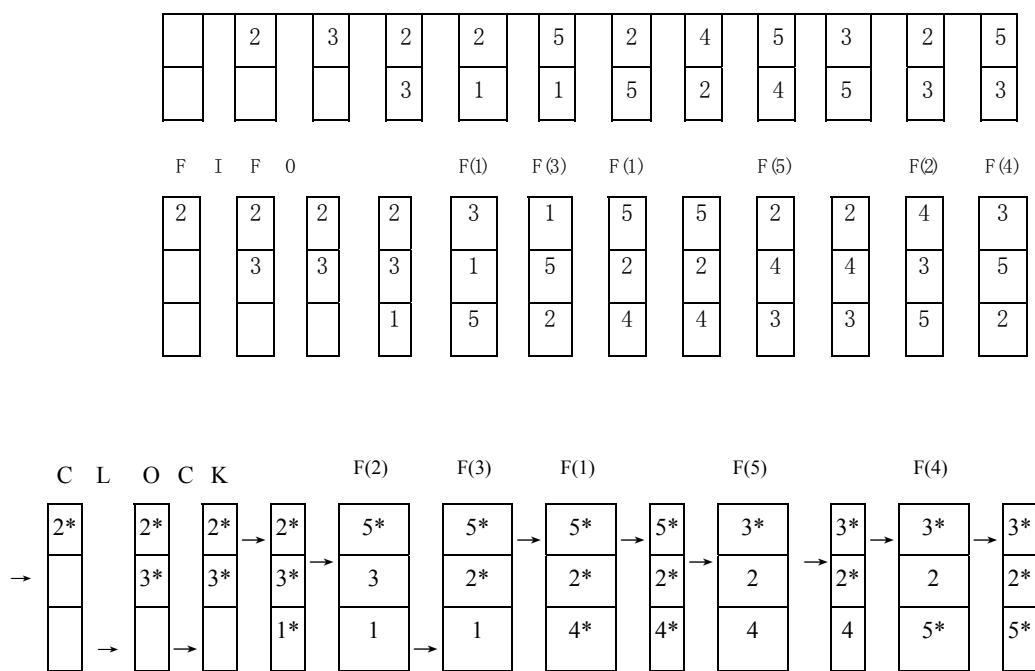 2 3 2 2 5 2 4 5 3 2 5
3 1 1 5 2 4 5 3 3
F I F O F(1) F(3) F(1) F(5) F(2) F(4)
2 2 2 2 3 1 5 5 2 2 4 3
3 3 3 1 5 2 2 4 4 3 5
1 5 2 4 4 3 3 5 2
C L O C K F(2) F(3) F(1) F(5) F(4)
2* 2* 2* → 2* 5* 5* → 5* → 5* 3* 3* → 3* → 3*
→ 3* 3* 3* → 3 2* 2* 2* → 2 → 2* 2 2*
→ → 1* 1 → 1 4* 4* 4 4 5* 5*